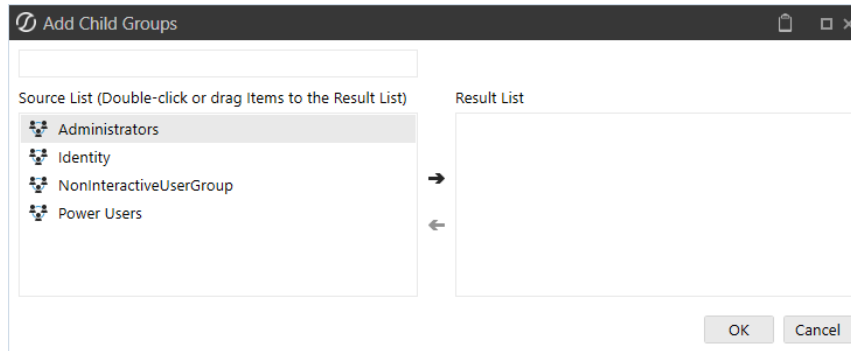 Add Child Groups
Source List (Double-click or drag Items to the Result List)
Result List
Administrators
Identity
NonInteractiveUserGroup
Power Users
OK
Cancel